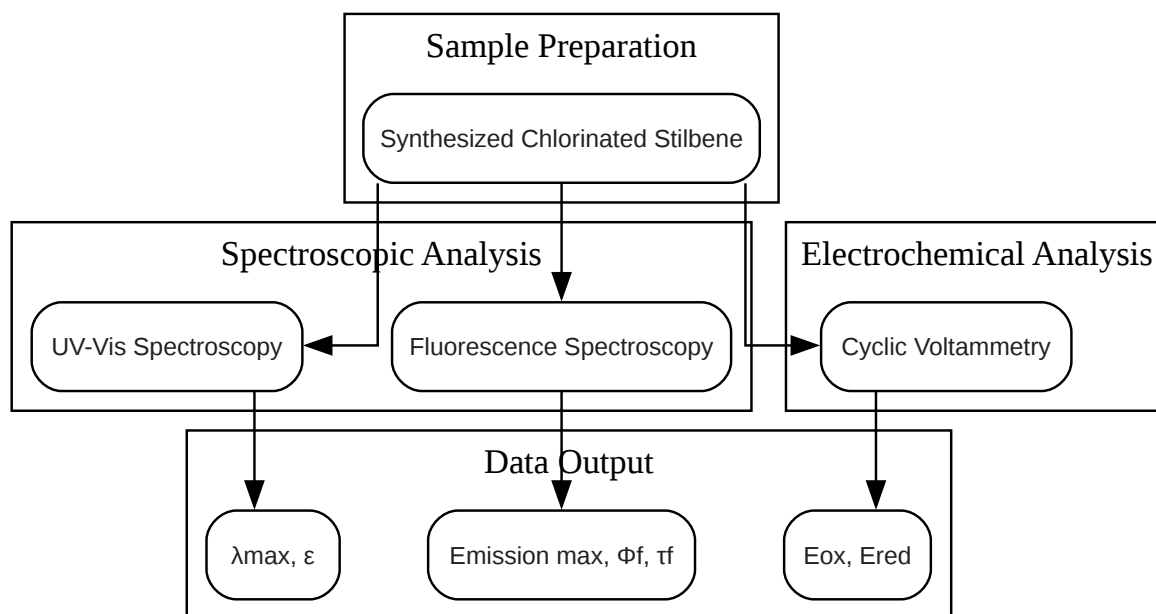 Sample Preparation
Synthesized Chlorinated Stilbene
Spectroscopic Analysis
Electrochemical Analysis
UV-Vis Spectroscopy
Fluorescence Spectroscopy
Cyclic Voltammetry
Data Output
λmax, ε
Emission max, Φf, τf
Eox, Ered